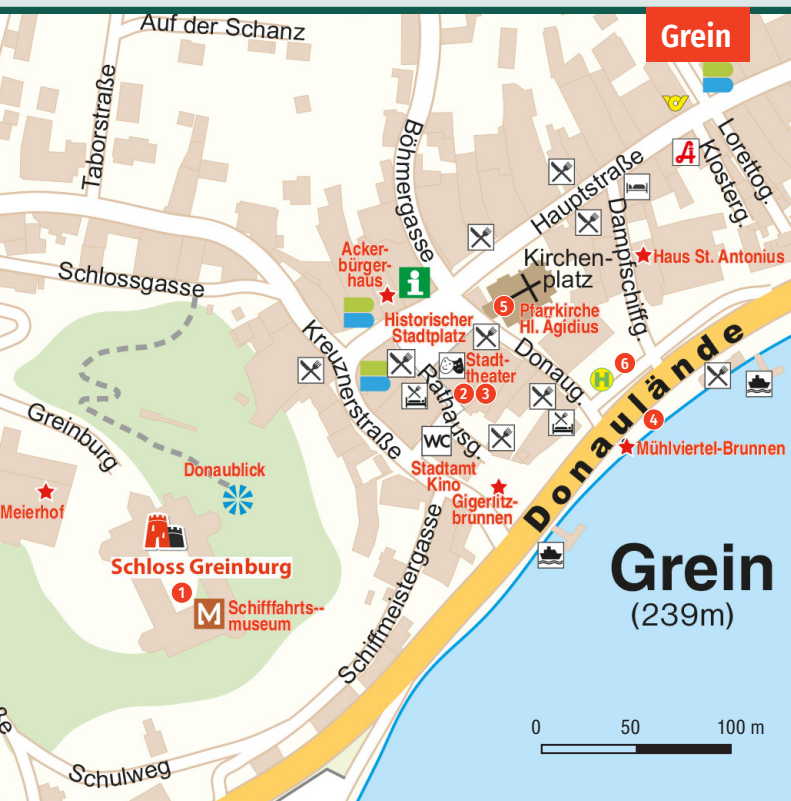 Grein
Auf der Schanz
Taborstraße
Böhmergasse
Lorettog.
Klosterg.
Hauptstraße
Dampfschiffg.
Haus St. Antonius
Kirchen-
platz
Acker-
bürger-
haus
i
Schlossgasse
Historischer
Stadtplatz
5
Pfarrkirche
Hl. Ägidius
Kreuznerstraße
Stadt-
theater
2 3
Donaug.
H
6
Rathausg.
Donaulände
4
Mühlviertel-Brunnen
Greinburg
WC
Stadtamt
Kino
Gigerlitz-
brunnen
Donaublick
Meierhof
Schloss Greinburg
1
M
Schifffahrts--
museum
Schiffmeistergasse
Grein
(239m)
0 50 100 m
ße
Schulweg